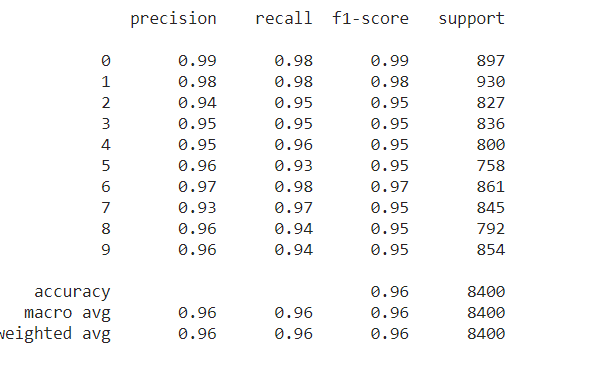 precision recall f1-score support
0 0.99 0.98 0.99 897
1 0.98 0.98 0.98 930
2 0.94 0.95 0.95 827
3 0.95 0.95 0.95 836
4 0.95 0.96 0.95 800
5 0.96 0.93 0.95 758
6 0.97 0.98 0.97 861
7 0.93 0.97 0.95 845
8 0.96 0.94 0.95 792
9 0.96 0.94 0.95 854
accuracy 0.96 8400
macro avg 0.96 0.96 0.96 8400
weighted avg 0.96 0.96 0.96 8400